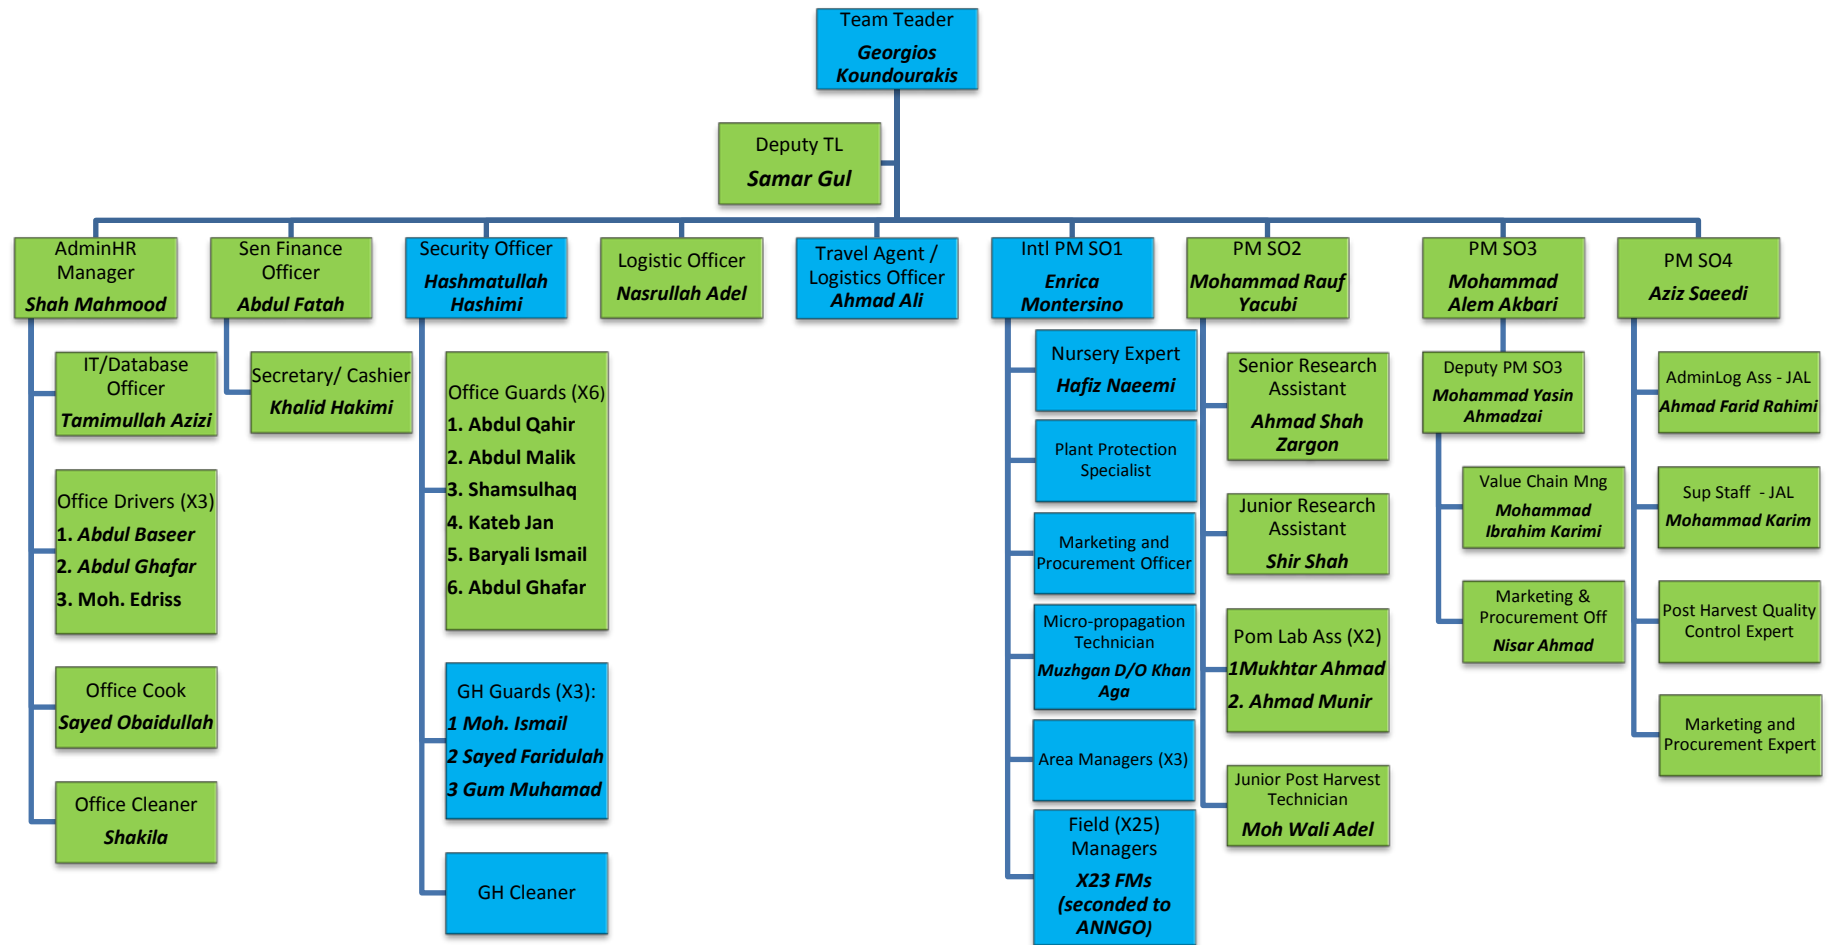 Team Teader
Georgios
Koundourakis
Deputy TL
Samar Gul
AdminHR
Manager
Shah Mahmood
Sen Finance
Officer
Abdul Fatah
Security Officer
Hashmatullah
Hashimi
Logistic Officer
Nasrullah Adel
Travel Agent /
Logistics Officer
Ahmad Ali
Intl PM SO1
Enrica
Montersino
PM SO2
Mohammad Rauf
Yacubi
PM SO3
Mohammad
Alem Akbari
PM SO4
Aziz Saeedi
IT/Database
Officer
Tamimullah Azizi
Office Drivers (X3)
1. Abdul Baseer
2. Abdul Ghafar
3. Moh. Edriss
Office Cook
Sayed Obaidullah
Office Cleaner
Shakila
Secretary/ Cashier
Khalid Hakimi
Office Guards (X6)
1. Abdul Qahir
2. Abdul Malik
3. Shamsulhaq
4. Kateb Jan
5. Baryali Ismail
6. Abdul Ghafar
GH Guards (X3):
1 Moh. Ismail
2 Sayed Faridulah
3 Gum Muhamad
GH Cleaner
Nursery Expert
Hafiz Naeemi
Plant Protection
Specialist
Marketing and
Procurement Officer
Micro-propagation
Technician
Muzhgan D/O Khan
Aga
Area Managers (X3)
Field (X25)
Managers
X23 FMs
(seconded to
ANNGO)
Senior Research
Assistant
Ahmad Shah
Zargon
Junior Research
Assistant
Shir Shah
Pom Lab Ass (X2)
1Mukhtar Ahmad
2. Ahmad Munir
Junior Post Harvest
Technician
Moh Wali Adel
Deputy PM SO3
Mohammad Yasin
Ahmadzai
Value Chain Mng
Mohammad
Ibrahim Karimi
Marketing &
Procurement Off
Nisar Ahmad
AdminLog Ass - JAL
Ahmad Farid Rahimi
Sup Staff  - JAL
Mohammad Karim
Post Harvest Quality
Control Expert
Marketing and
Procurement Expert